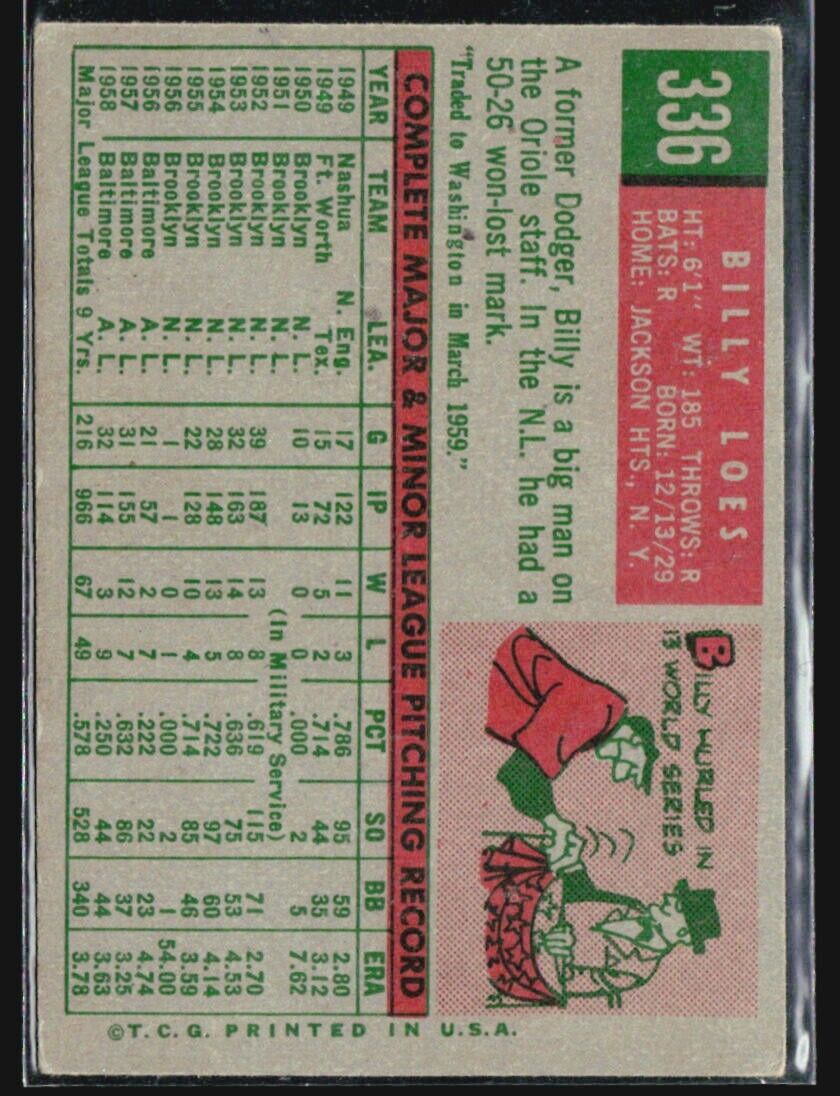 336
BILLY LOES
HT: 6'1" WT: 185 THROWS: R
BATS: R BORN: 12/13/29
HOME: JACKSON HTS., N. Y.
A former Dodger, Billy is a big man on
the Oriole staff. In the N.L. he had a
50-26 won-lost mark.
"Traded to Washington in March 1959."
BILLY HURLED IN
13 WORLD SERIES
COMPLETE MAJOR & MINOR LEAGUE PITCHING RECORD
YEAR TEAM LEA. G IP W L PCT SO BB ERA
1949 Nashua N. Eng. 17 122 11 3 .786 95 59 2.80
1949 Ft. Worth Tex. 15 72 5 2 .714 44 35 3.12
1950 Brooklyn N. L. 10 13 0 0 .000 2 5 7.62
1951 Brooklyn N. L. (In Military Service)
1952 Brooklyn N. L. 39 187 13 8 .619 115 71 2.70
1953 Brooklyn N. L. 32 163 14 8 .636 75 53 4.53
1954 Brooklyn N. L. 28 148 13 5 .722 97 60 4.14
1955 Brooklyn N. L. 22 128 10 4 .714 85 46 3.59
1956 Brooklyn N. L. 1 1 0 1 .000 2 1 54.00
1956 Baltimore A. L. 21 57 2 7 .222 22 23 4.74
1957 Baltimore A. L. 31 155 12 7 .632 86 37 3.25
1958 Baltimore A. L. 32 114 3 9 .250 44 44 3.63
Major League Totals 9 Yrs. 216 966 67 49 .578 528 340 3.78
©T.C.G. PRINTED IN U.S.A.